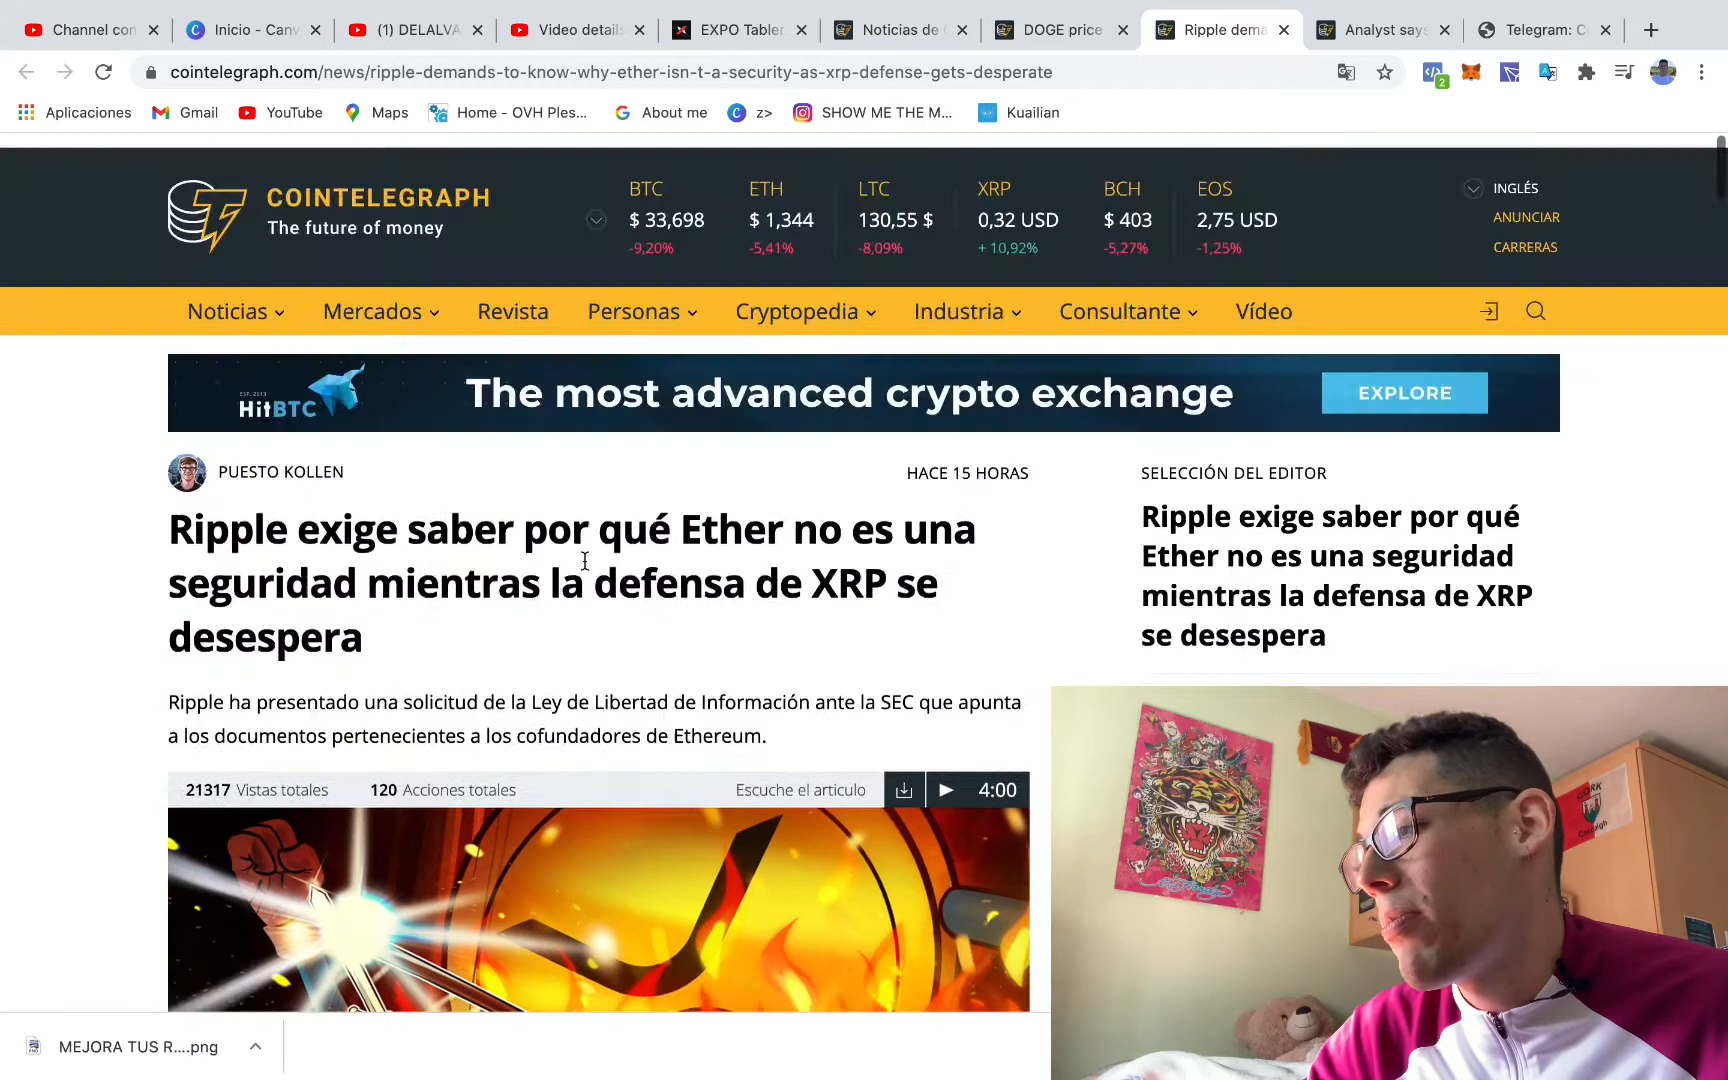 Channel con
Inicio - Canv
(1) DELALVA
Video details
EXPO Tabler
Noticias de
DOGE price
Ripple dema
Analyst says
Telegram: C
cointelegraph.com/news/ripple-demands-to-know-why-ether-isn-t-a-security-as-xrp-defense-gets-desperate
2
Aplicaciones
Gmail
YouTube
Maps
Home - OVH Ples...
About me
z>
SHOW ME THE M...
Kuailian
COINTELEGRAPH
The future of money
BTC
ETH
LTC
XRP
BCH
EOS
$ 33,698
$ 1,344
130,55 $
0,32 USD
$ 403
2,75 USD
-9,20%
-5,41%
-8,09%
+ 10,92%
-5,27%
-1,25%
INGLÉS
ANUNCIAR
CARRERAS
Noticias
Mercados
Revista
Personas
Cryptopedia
Industria
Consultante
Vídeo
EST. 2013
HitBTC
The most advanced crypto exchange
EXPLORE
PUESTO KOLLEN
HACE 15 HORAS
Ripple exige saber por qué Ether no es una
seguridad mientras la defensa de XRP se
desespera
Ripple ha presentado una solicitud de la Ley de Libertad de Información ante la SEC que apunta
a los documentos pertenecientes a los cofundadores de Ethereum.
21317 Vistas totales
120 Acciones totales
Escuche el articulo
4:00
SELECCIÓN DEL EDITOR
Ripple exige saber por qué
Ether no es una seguridad
mientras la defensa de XRP
se desespera
CORK
MEJORA TUS R....png